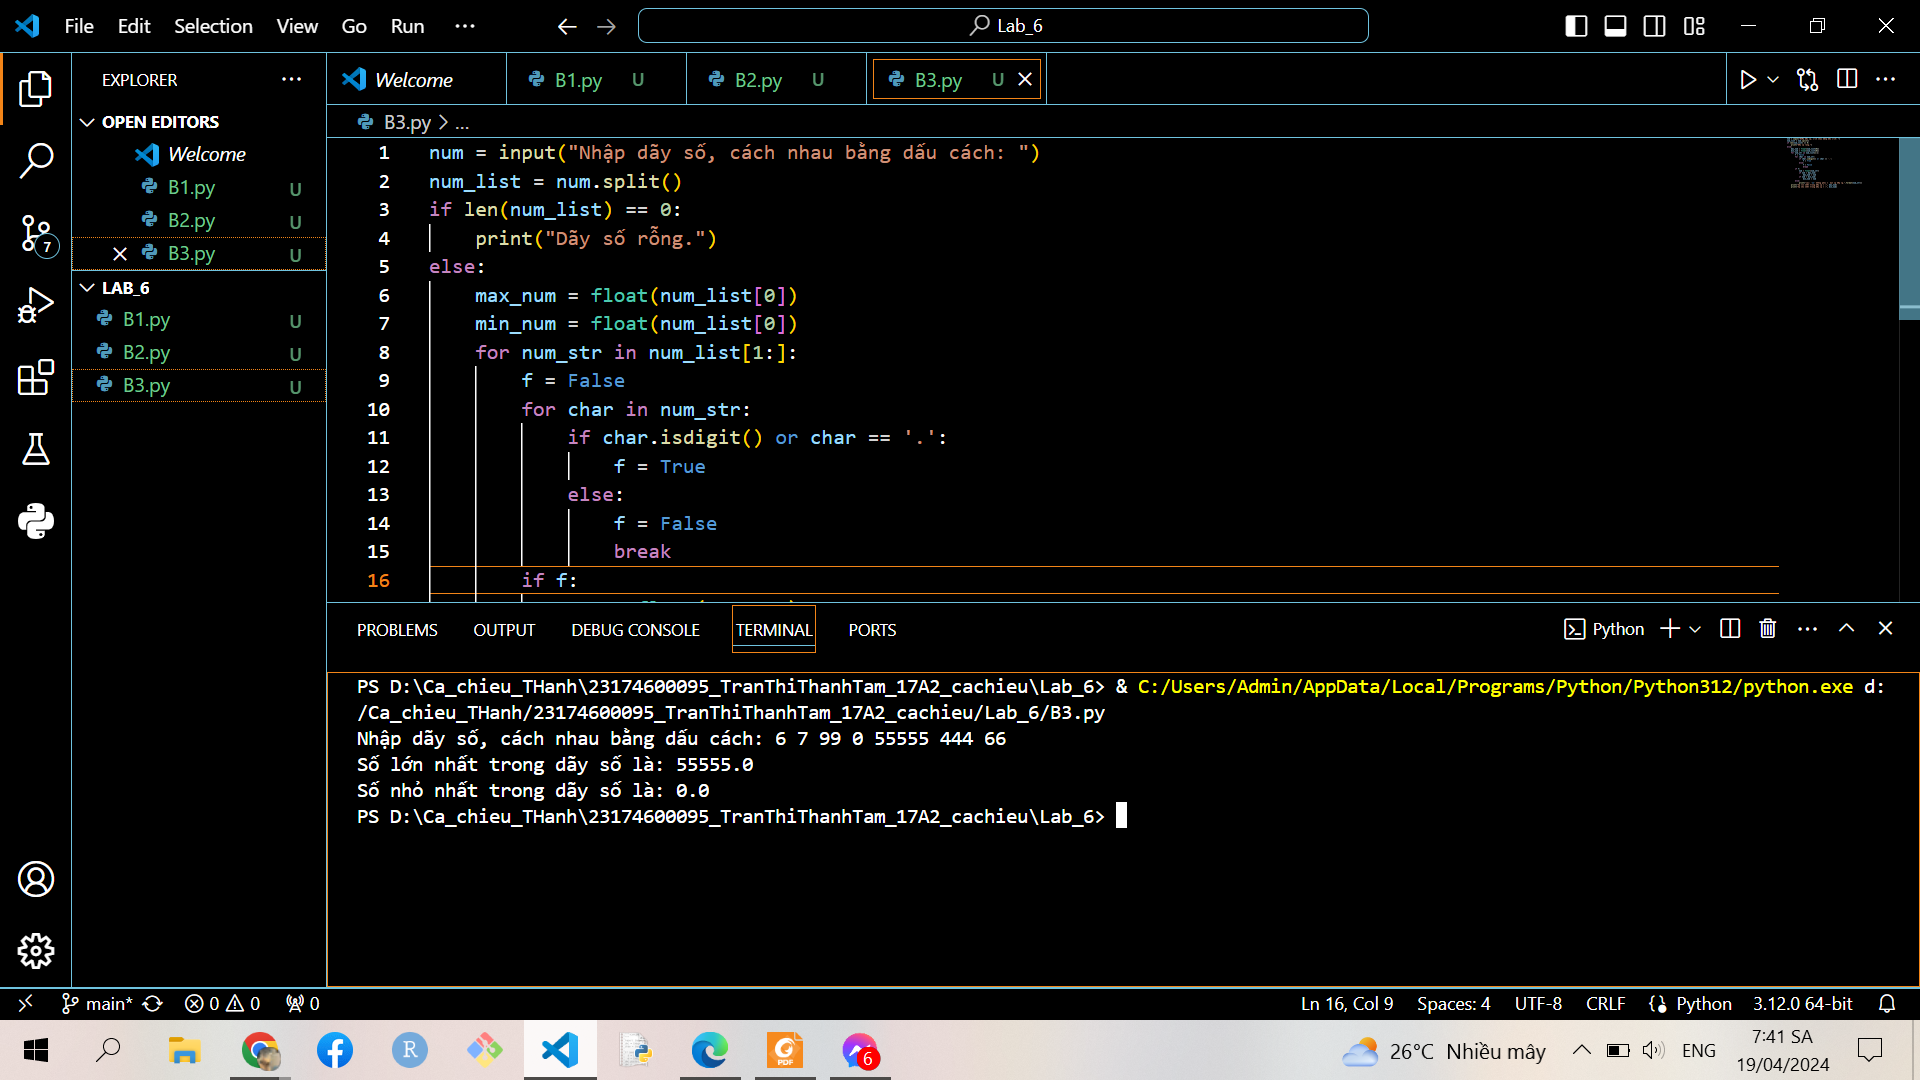 File Edit Selection View Go Run ...
Lab_6
EXPLORER ...
Welcome
B1.py U
B2.py U
B3.py U
OPEN EDITORS
Welcome
B1.py U
B2.py U
B3.py U
LAB_6
B1.py U
B2.py U
B3.py U
7
B3.py > ...
1 num = input("Nhập dãy số, cách nhau bằng dấu cách: ")
2 num_list = num.split()
3 if len(num_list) == 0:
4     print("Dãy số rỗng.")
5 else:
6     max_num = float(num_list[0])
7     min_num = float(num_list[0])
8     for num_str in num_list[1:]:
9         f = False
10         for char in num_str:
11             if char.isdigit() or char == '.':
12                 f = True
13             else:
14                 f = False
15                 break
16         if f:
PROBLEMS OUTPUT DEBUG CONSOLE TERMINAL PORTS
Python
PS D:\Ca_chieu_THanh\23174600095_TranThiThanhTam_17A2_cachieu\Lab_6> & C:/Users/Admin/AppData/Local/Programs/Python/Python312/python.exe d:
/Ca_chieu_THanh/23174600095_TranThiThanhTam_17A2_cachieu/Lab_6/B3.py
Nhập dãy số, cách nhau bằng dấu cách: 6 7 99 0 55555 444 66
Số lớn nhất trong dãy số là: 55555.0
Số nhỏ nhất trong dãy số là: 0.0
PS D:\Ca_chieu_THanh\23174600095_TranThiThanhTam_17A2_cachieu\Lab_6>
main* 0 0 0
Ln 16, Col 9 Spaces: 4 UTF-8 CRLF Python 3.12.0 64-bit
R
PDF
6
26°C Nhiều mây
ENG
7:41 SA
19/04/2024